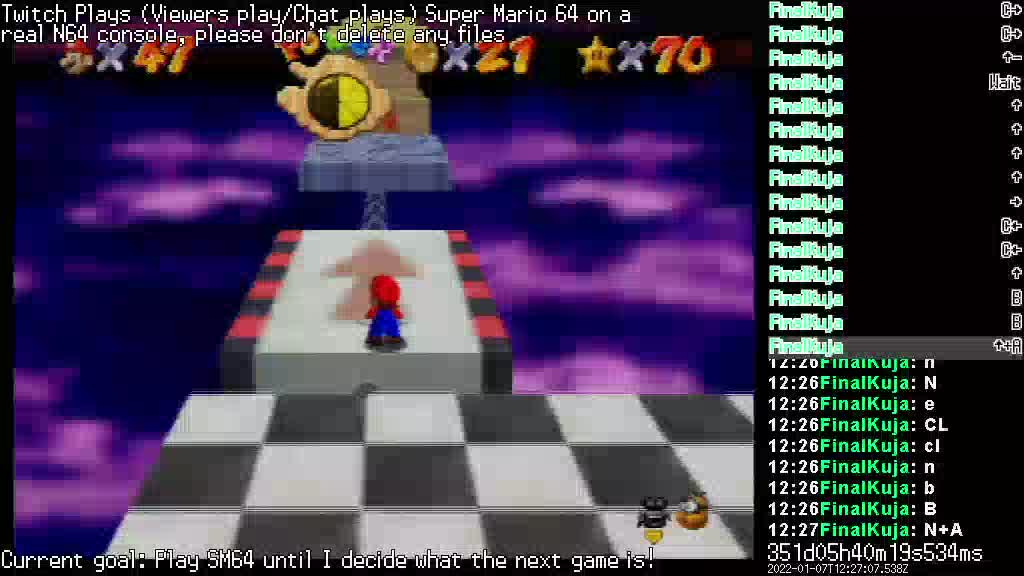 Twitch Plays (Viewers play/Chat plays) Super Mario 64 on a
real N64 console, please don't delete any files
x 47 x 21 x 70
FinalKuja C→
FinalKuja C→
FinalKuja ↑-
FinalKuja Wait
FinalKuja ↑
FinalKuja ↑
FinalKuja ↑
FinalKuja ↑
FinalKuja →
FinalKuja C←
FinalKuja C←
FinalKuja ↑
FinalKuja B
FinalKuja B
FinalKuja ↑+A
12:26FinalKuja: n
12:26FinalKuja: N
12:26FinalKuja: e
12:26FinalKuja: CL
12:26FinalKuja: cl
12:26FinalKuja: n
12:26FinalKuja: b
12:26FinalKuja: B
12:27FinalKuja: N+A
Current goal: Play SM64 until I decide what the next game is!
351d05h40m19s534ms
2022-01-07T12:27:07.538Z